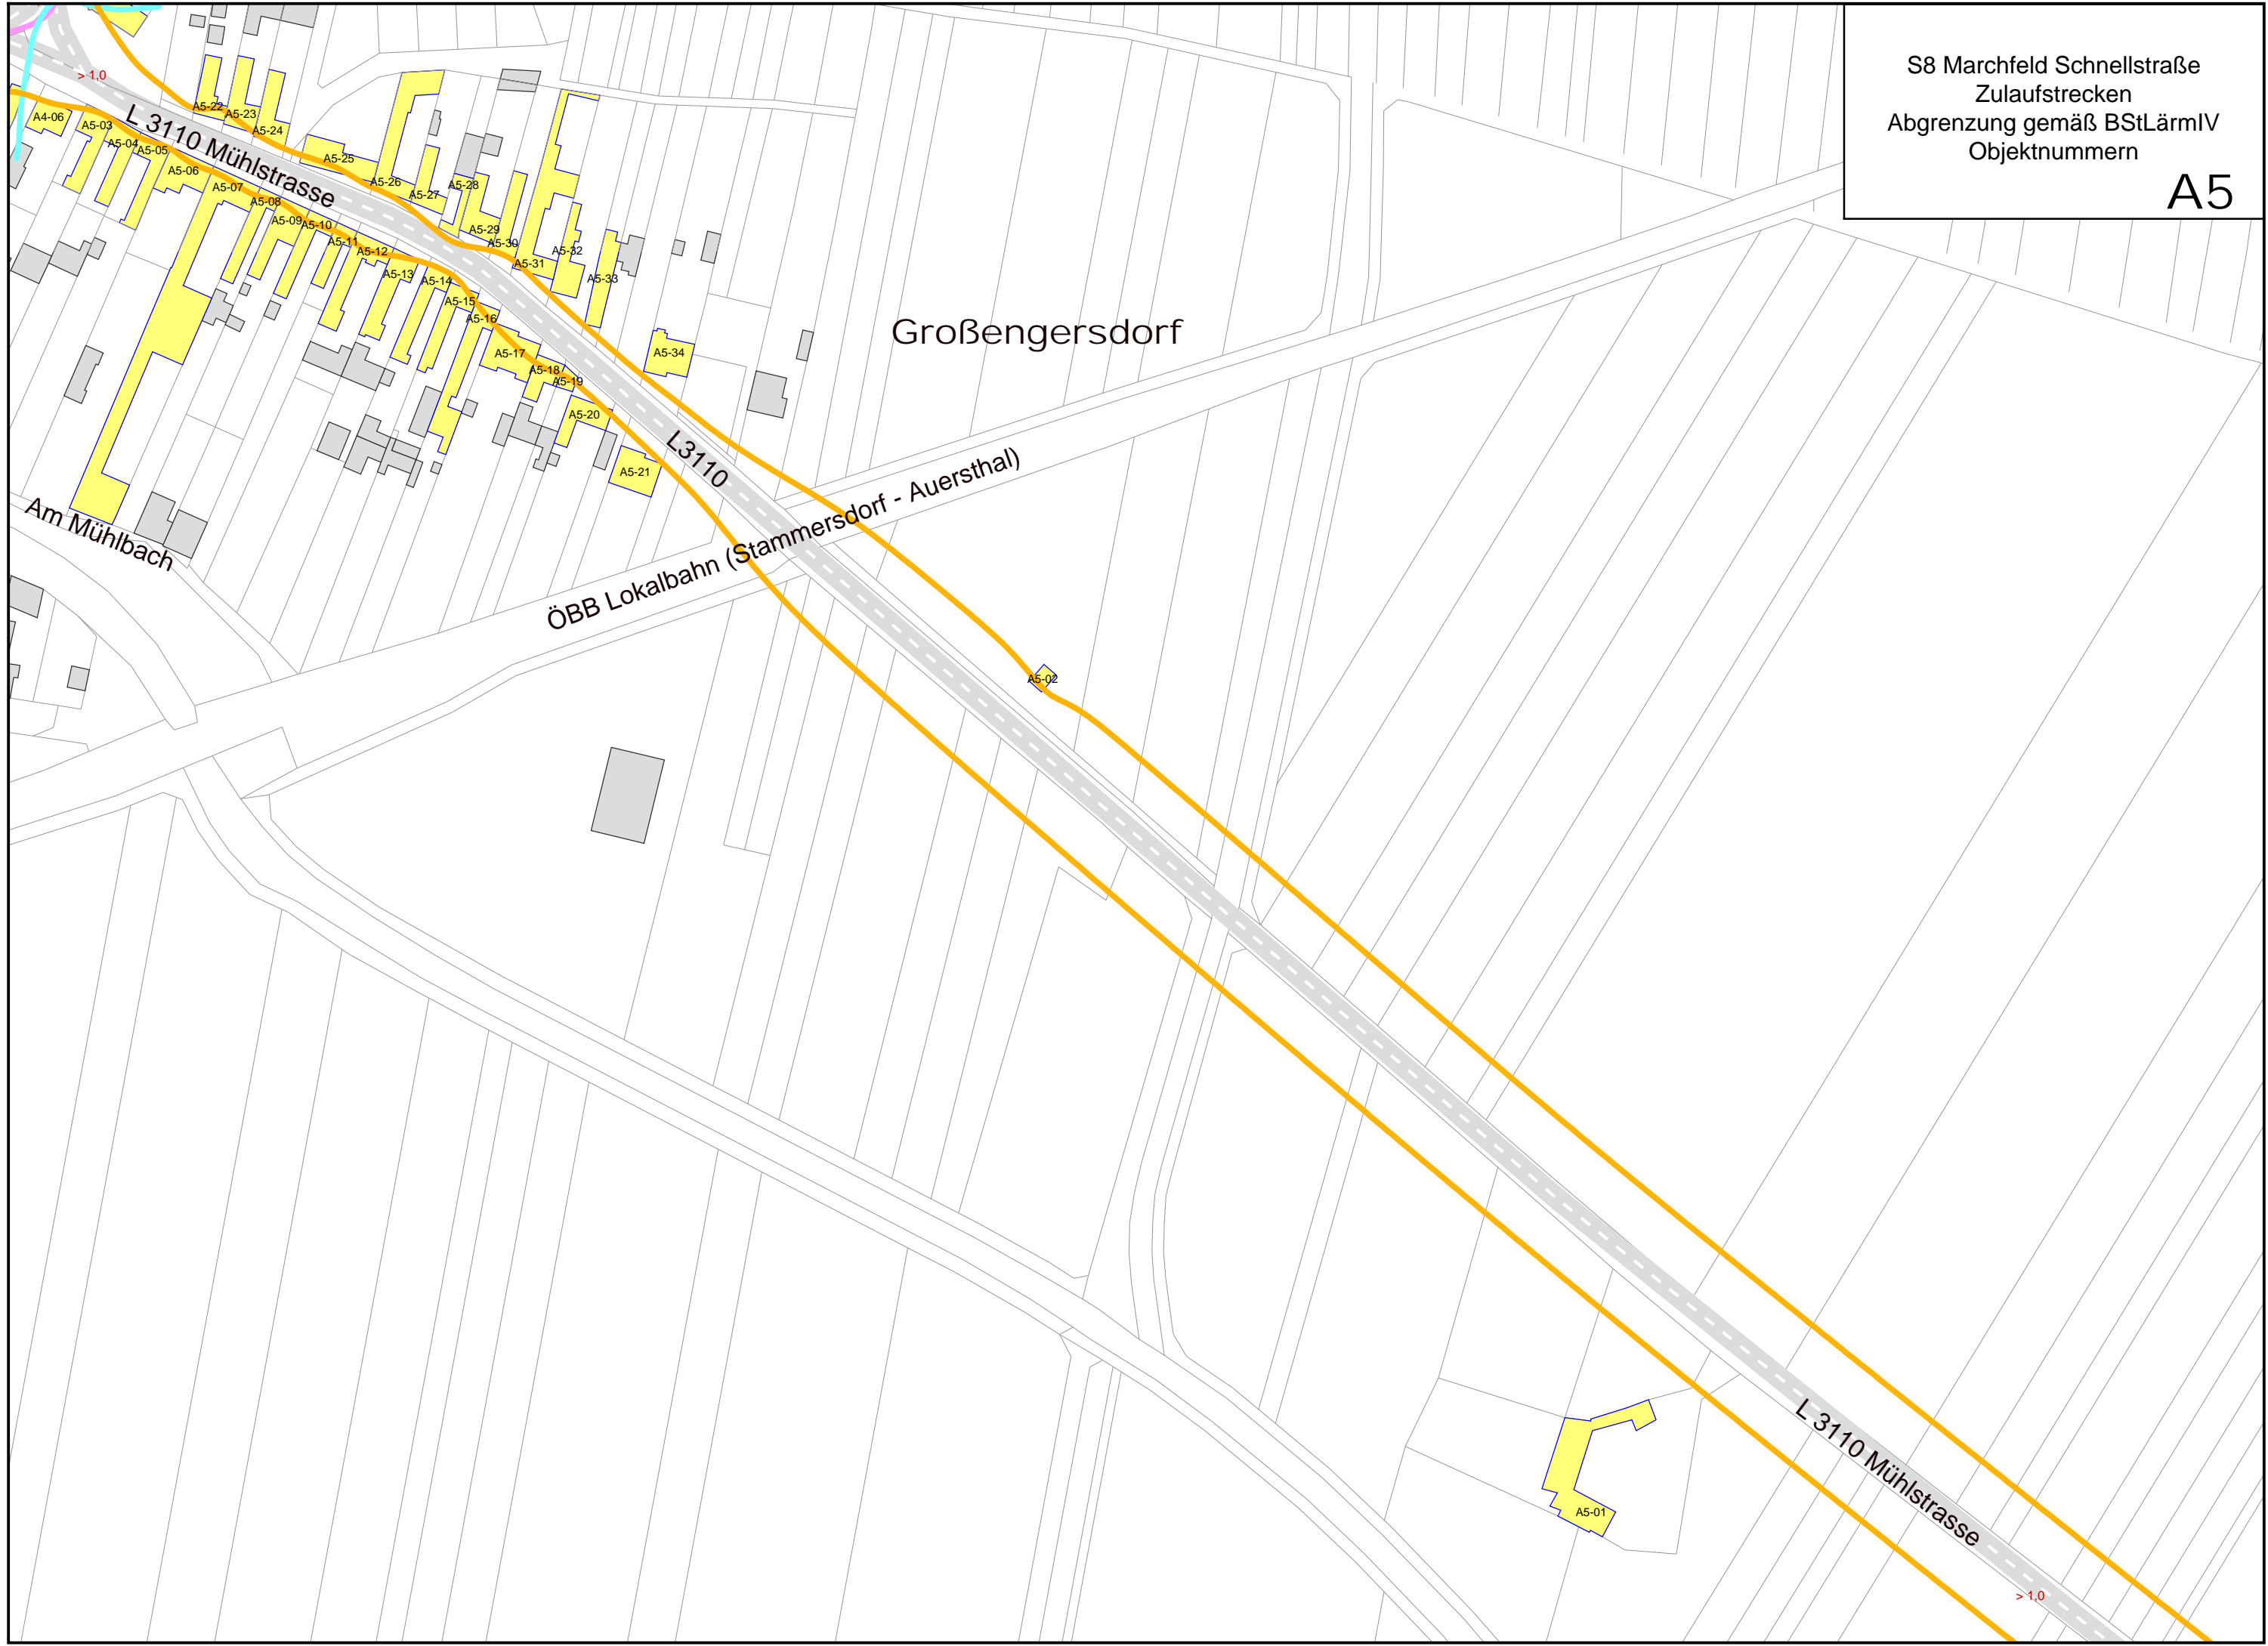 S8 Marchfeld Schnellstraße
Zulaufstrecken
Abgrenzung gemäß BStLärmIV
Objektnummern
A5
> 1,0
A4-06
A5-03
A5-04
A5-05
A5-06
A5-07
A5-08
A5-09
A5-10
A5-11
A5-12
A5-13
A5-14
A5-15
A5-16
A5-17
A5-18
A5-19
A5-20
A5-21
A5-22
A5-23
A5-24
A5-25
A5-26
A5-27
A5-28
A5-29
A5-30
A5-31
A5-32
A5-33
A5-34
L 3110 Mühlstrasse
Großengersdorf
L3110
Am Mühlbach
ÖBB Lokalbahn (Stammersdorf - Auersthal)
A5-02
A5-01
L 3110 Mühlstrasse
> 1,0